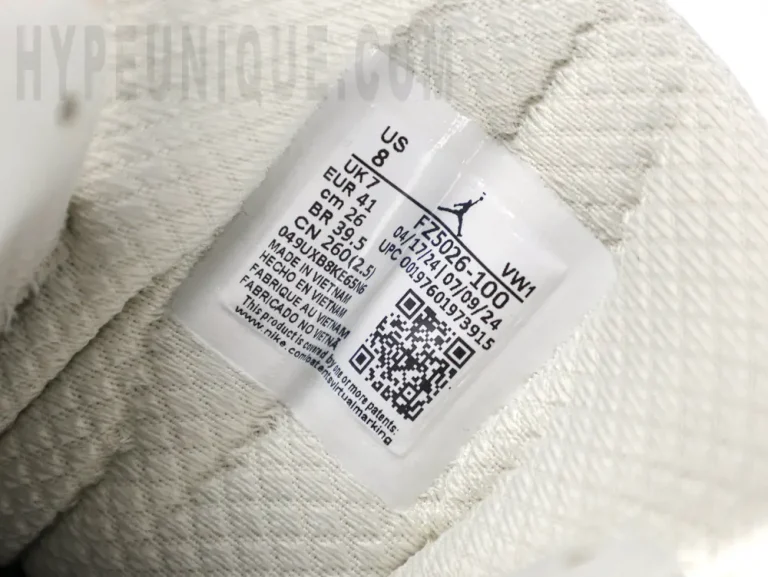 HYPEUNIQUE.COM
US
8
UK 7
EUR 41
cm 26
BR 39.5
CN 260(2.5)
049UXB8KE65N6
MADE IN VIETNAM
HECHO EN VIETNAM
FABRIQUE AU VIETNAM
FABRICADO NO VIETNÃ
This product is covered by one or more patents:
www.nike.com/patentsvirtualmarking
FZ5026-100
VW1
04/17/24 | 07/09/24
UPC 00197601973915